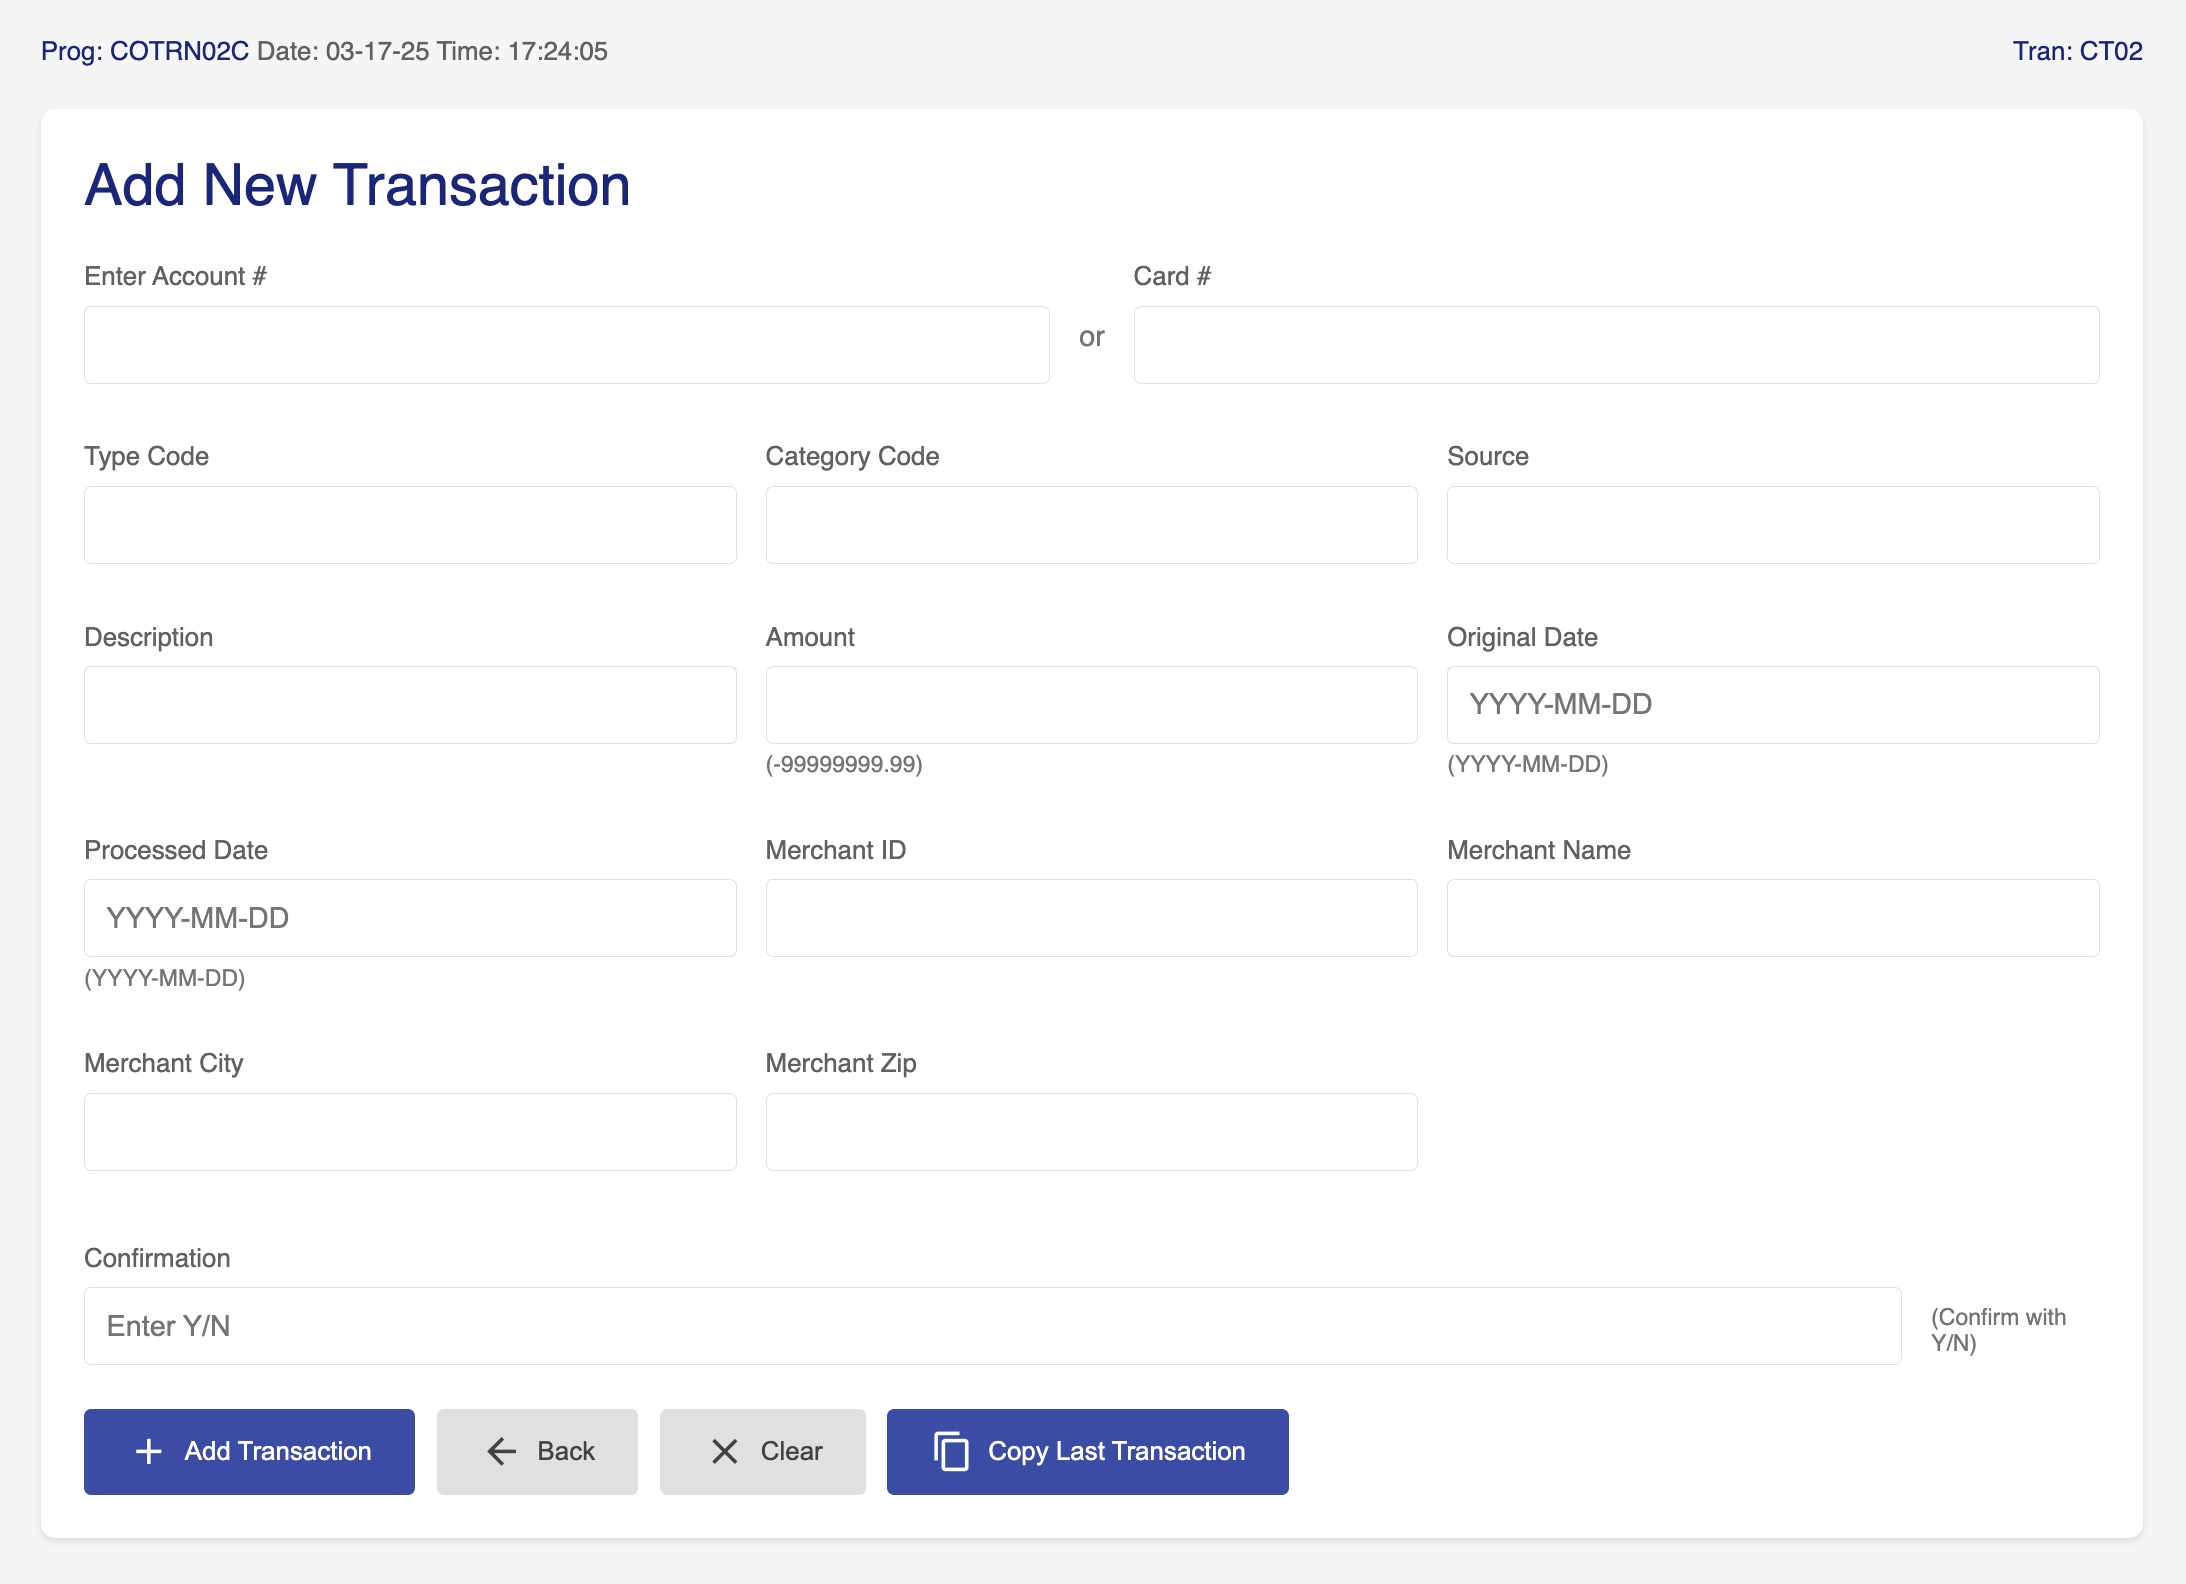 Prog: COTRN02C Date: 03-17-25 Time: 17:24:05
Tran: CT02
Add New Transaction
Enter Account #
or
Card #
Type Code
Category Code
Source
Description
Amount
(-99999999.99)
Original Date
YYYY-MM-DD
(YYYY-MM-DD)
Processed Date
YYYY-MM-DD
(YYYY-MM-DD)
Merchant ID
Merchant Name
Merchant City
Merchant Zip
Confirmation
Enter Y/N
(Confirm with
Y/N)
Add Transaction
Back
Clear
Copy Last Transaction